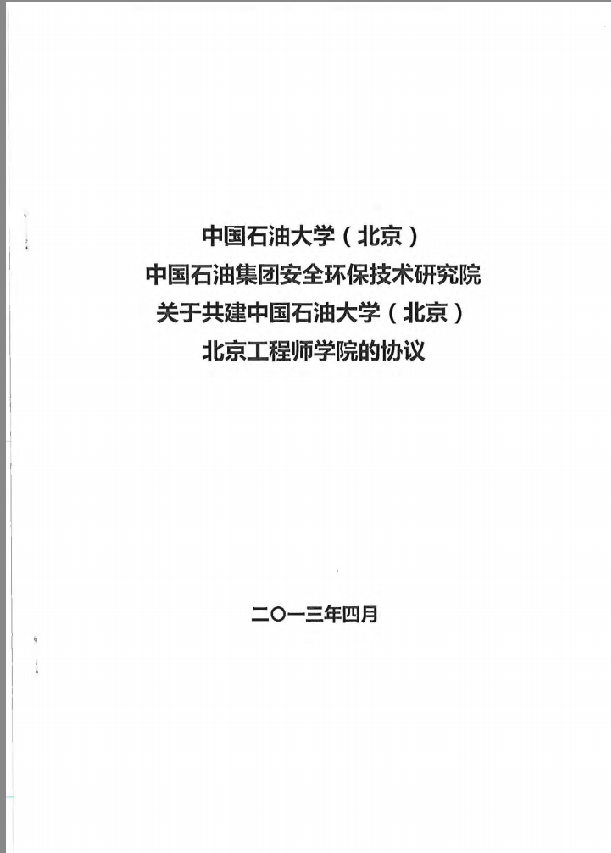 中国石油大学（北京）
中国石油集团安全环保技术研究院
关于共建中国石油大学（北京）
北京工程师学院的协议
二〇一三年四月